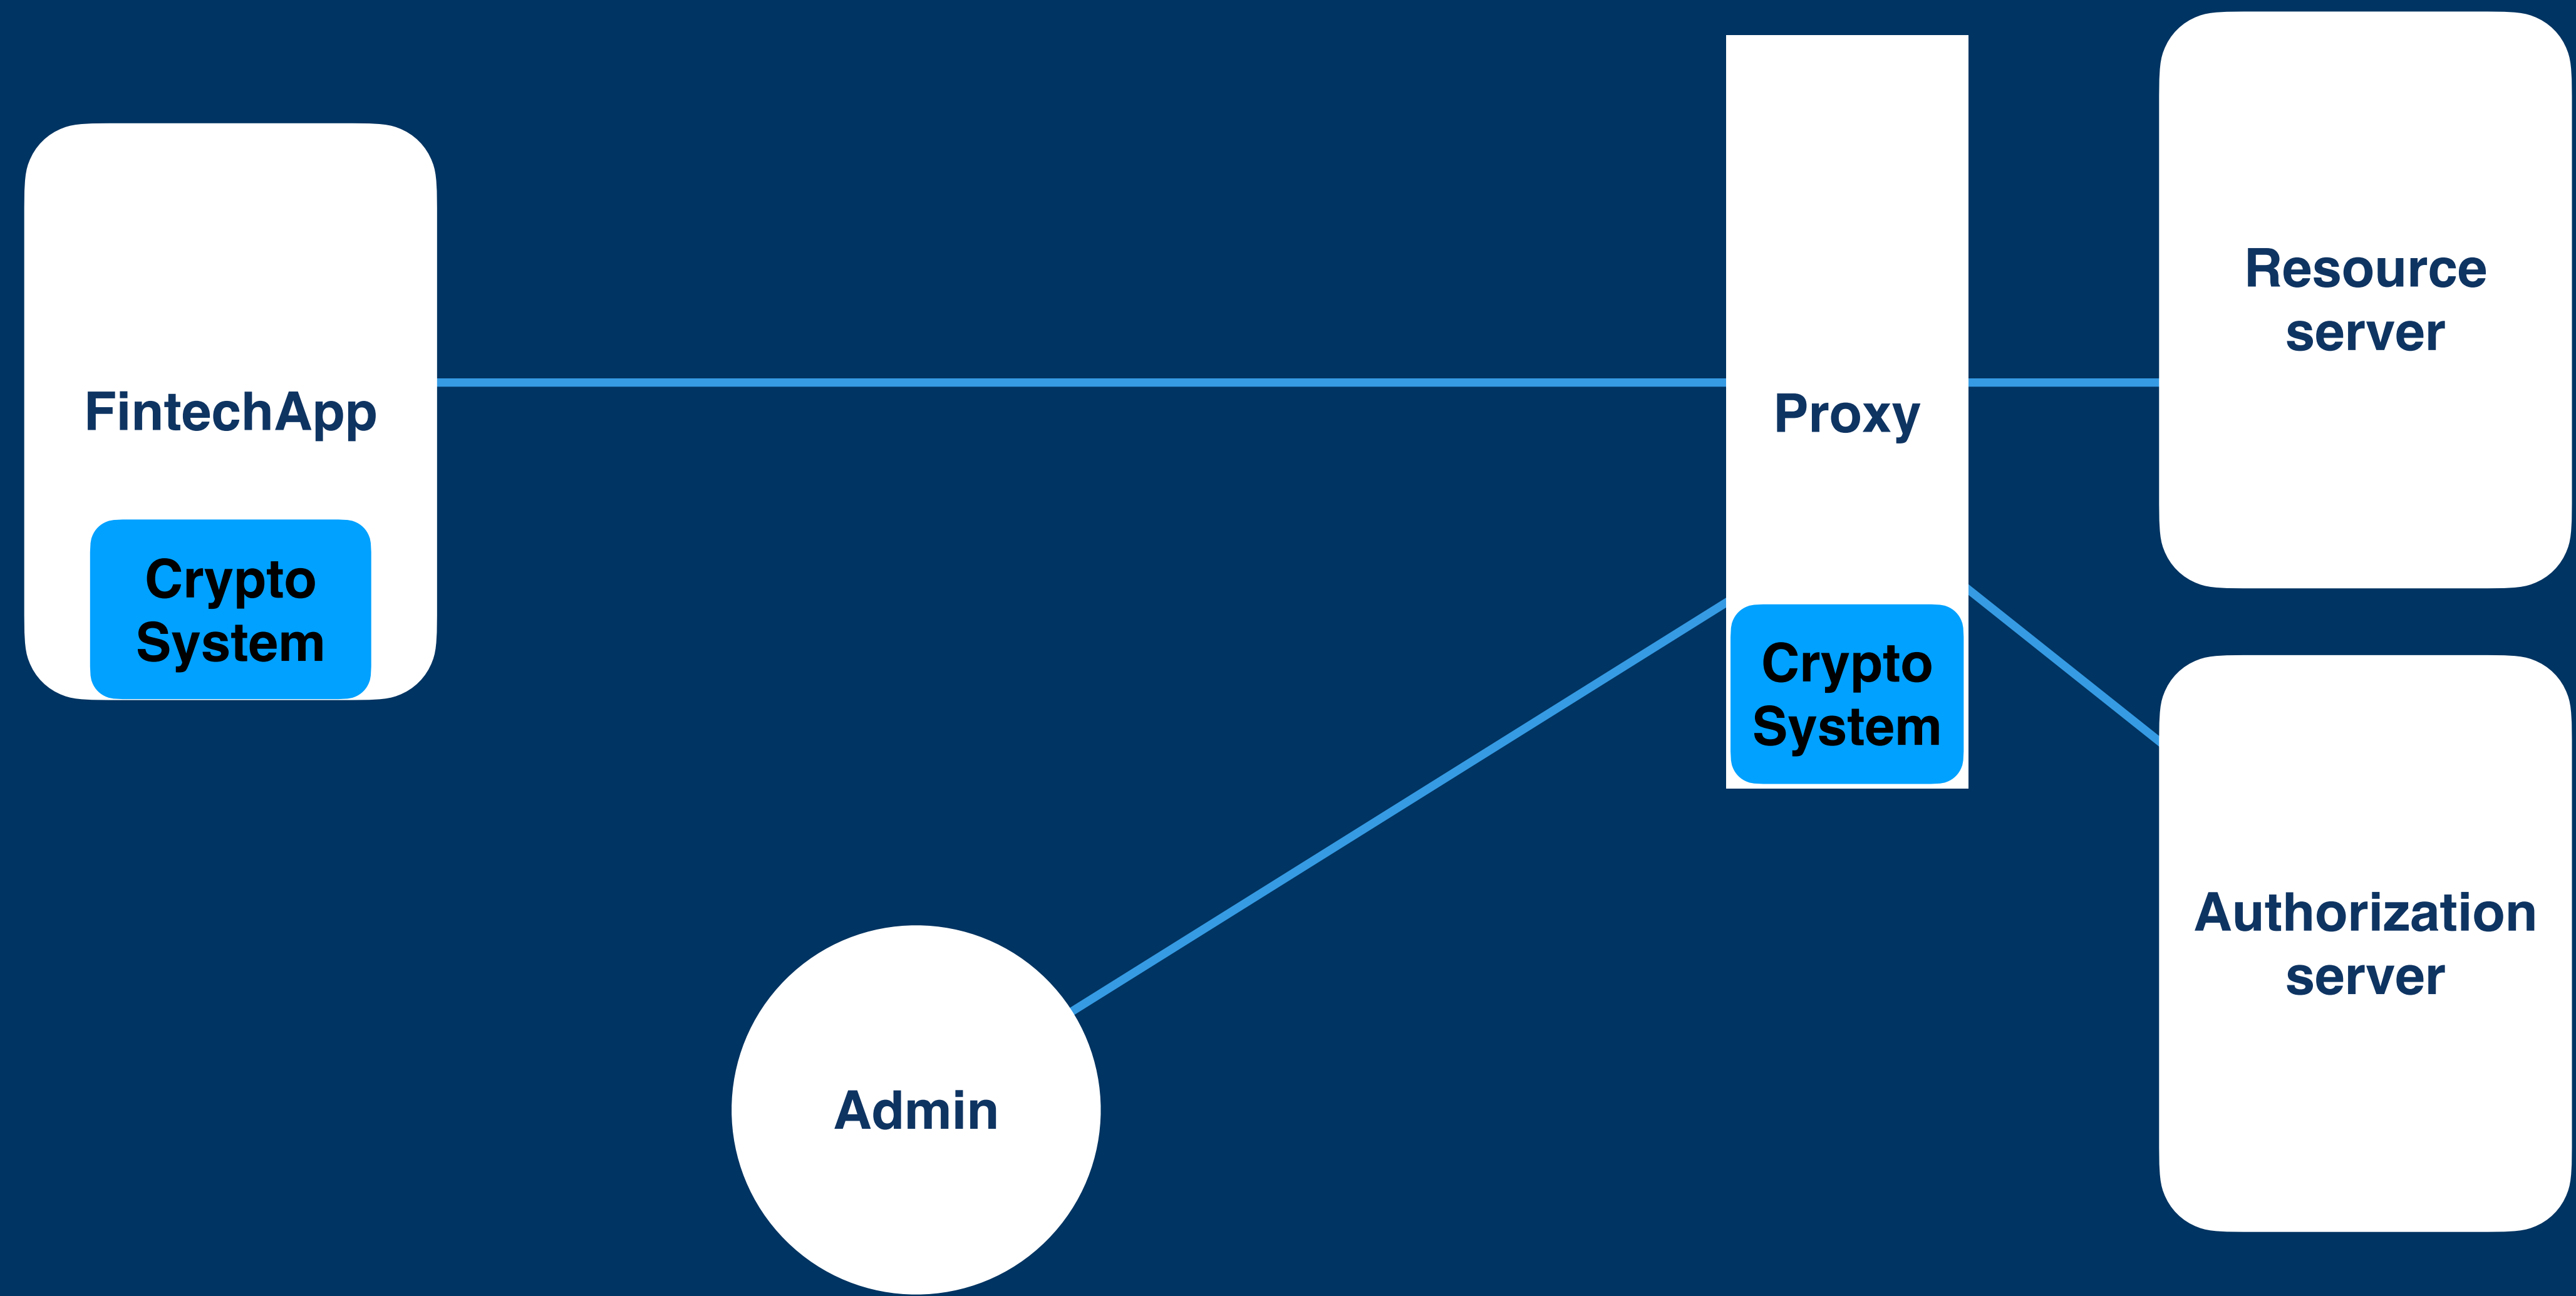 FintechApp
Crypto
System
Proxy
Crypto
System
Resource
server
Authorization
server
Admin